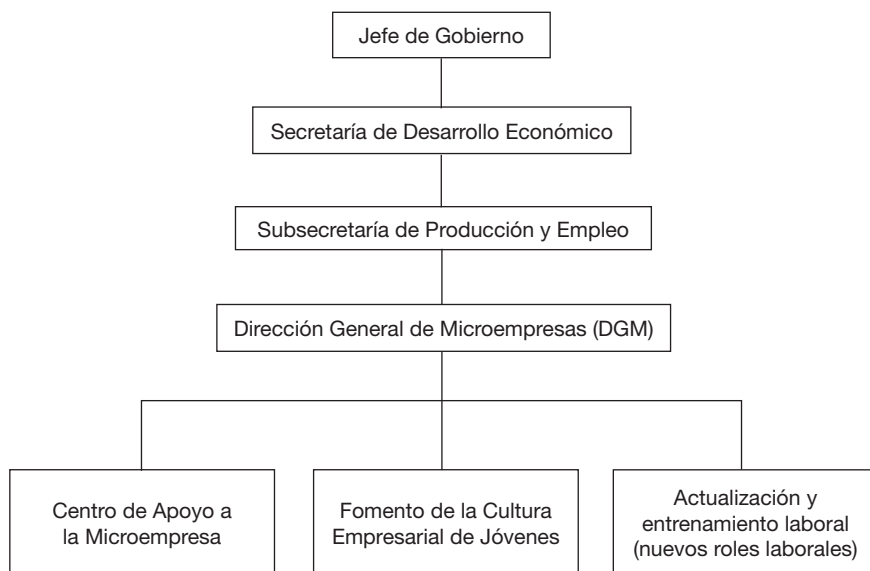 Jefe de Gobierno
Secretaría de Desarrollo Económico
Subsecretaría de Producción y Empleo
Dirección General de Microempresas (DGM)
Centro de Apoyo a
la Microempresa
Fomento de la Cultura
Empresarial de Jóvenes
Actualización y
entrenamiento laboral
(nuevos roles laborales)